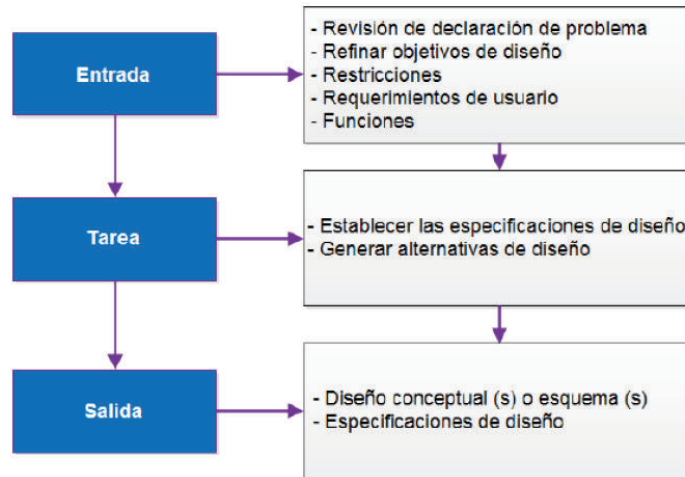 Entrada
- Revisión de declaración de problema
- Refinar objetivos de diseño
- Restricciones
- Requerimientos de usuario
- Funciones
Tarea
- Establecer las especificaciones de diseño
- Generar alternativas de diseño
Salida
- Diseño conceptual (s) o esquema (s)
- Especificaciones de diseño